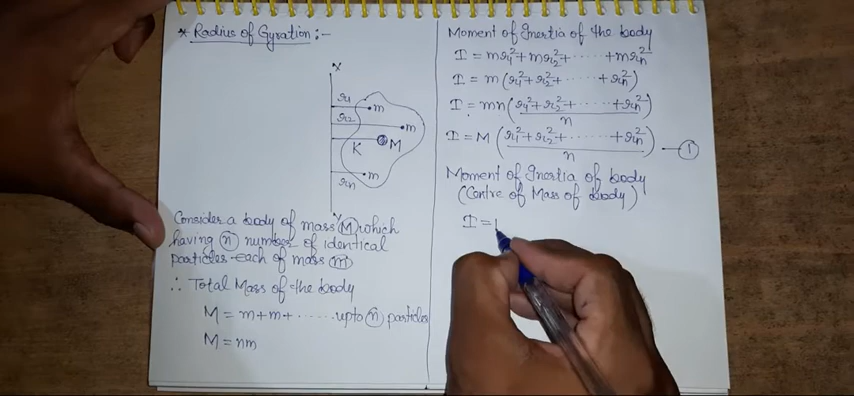 * Radius of Gyration :-
X
r1
m
r2
m
K
M
rn
m
Y
Consider a body of mass M which
having n number of identical
particles each of mass m
∴ Total Mass of the body
M = m+m+ ...... upto n particles
M = nm
Moment of Inertia of the body
I = mr1²+mr2²+ ...... +mrn²
I = m(r1²+r2²+ ...... +rn²)
I = mn(r1²+r2²+ ...... +rn²)
n
I = M(r1²+r2²+ ...... +rn²) —①
n
Moment of Inertia of body
(Centre of Mass of body)
I =